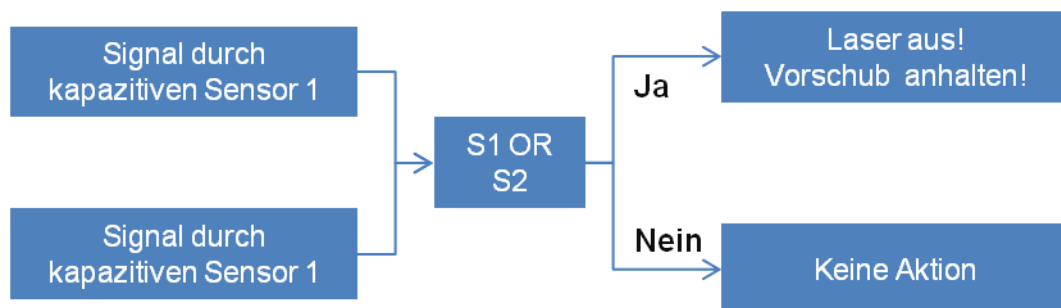 Signal durch
kapazitiven Sensor 1
Signal durch
kapazitiven Sensor 1
S1 OR
S2
Ja
Laser aus!
Vorschub anhalten!
Nein
Keine Aktion